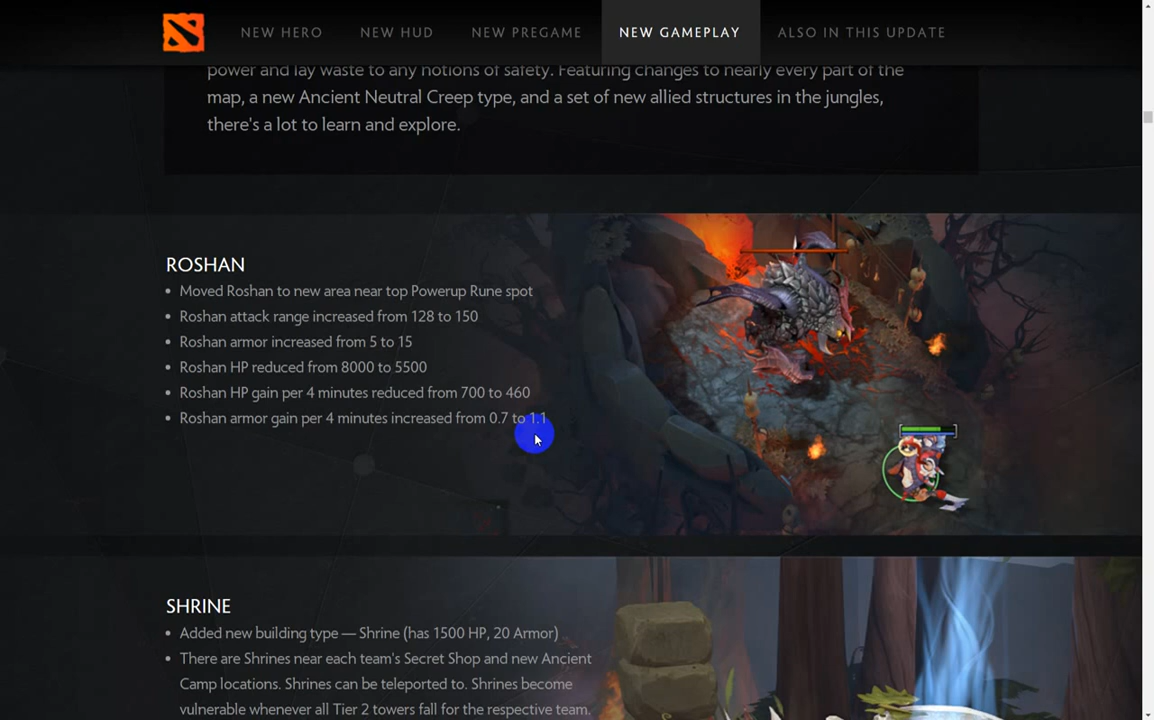 NEW HERO
NEW HUD
NEW PREGAME
NEW GAMEPLAY
ALSO IN THIS UPDATE
power and lay waste to any notions of safety. Featuring changes to nearly every part of the
map, a new Ancient Neutral Creep type, and a set of new allied structures in the jungles,
there's a lot to learn and explore.
ROSHAN
• Moved Roshan to new area near top Powerup Rune spot
• Roshan attack range increased from 128 to 150
• Roshan armor increased from 5 to 15
• Roshan HP reduced from 8000 to 5500
• Roshan HP gain per 4 minutes reduced from 700 to 460
• Roshan armor gain per 4 minutes increased from 0.7 to 1.1
SHRINE
• Added new building type — Shrine (has 1500 HP, 20 Armor)
• There are Shrines near each team's Secret Shop and new Ancient
Camp locations. Shrines can be teleported to. Shrines become
vulnerable whenever all Tier 2 towers fall for the respective team.